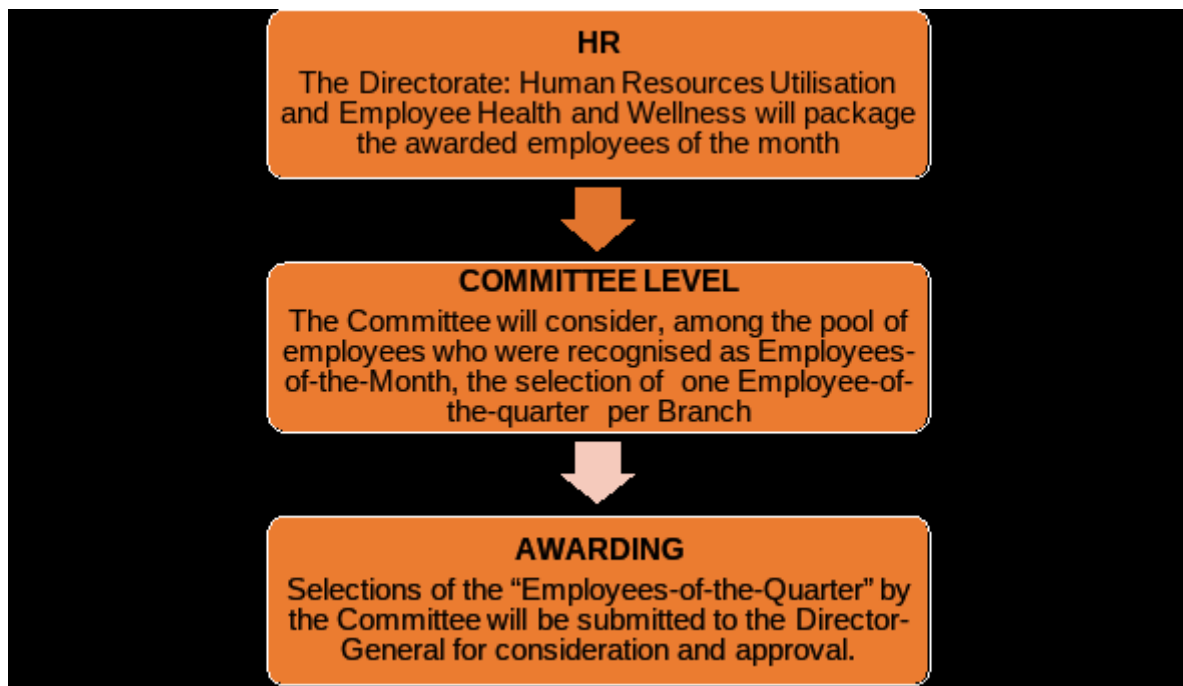 HR
The Directorate: Human Resources Utilisation
and Employee Health and Wellness will package
the awarded employees of the month
COMMITTEE LEVEL
The Committee will consider, among the pool of
employees who were recognised as Employees-
of-the-Month, the selection of one Employee-of-
the-quarter per Branch
AWARDING
Selections of the “Employees-of-the-Quarter” by
the Committee will be submitted to the Director-
General for consideration and approval.